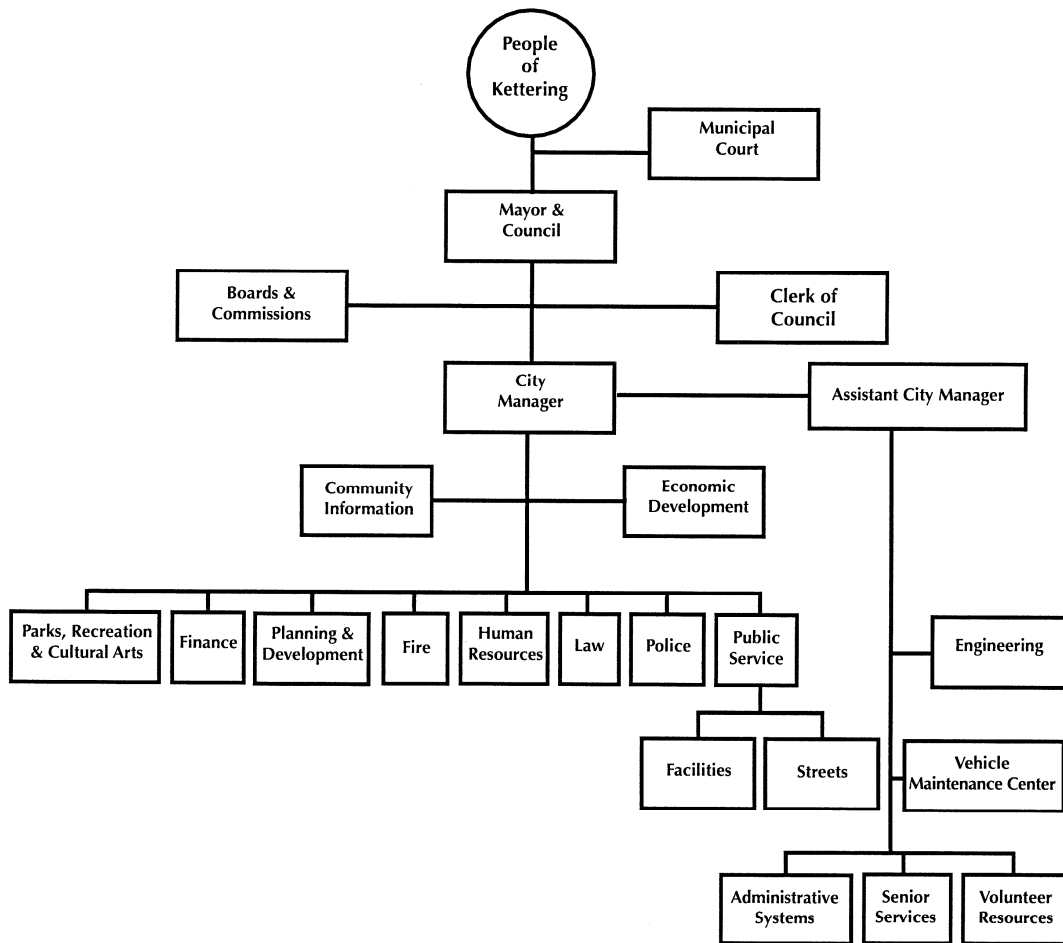 People
of
Kettering
Municipal
Court
Mayor &
Council
Boards &
Commissions
Clerk of
Council
City
Manager
Assistant City Manager
Community
Information
Economic
Development
Parks, Recreation
& Cultural Arts
Finance
Planning &
Development
Fire
Human
Resources
Law
Police
Public
Service
Engineering
Facilities
Streets
Vehicle
Maintenance Center
Administrative
Systems
Senior
Services
Volunteer
Resources